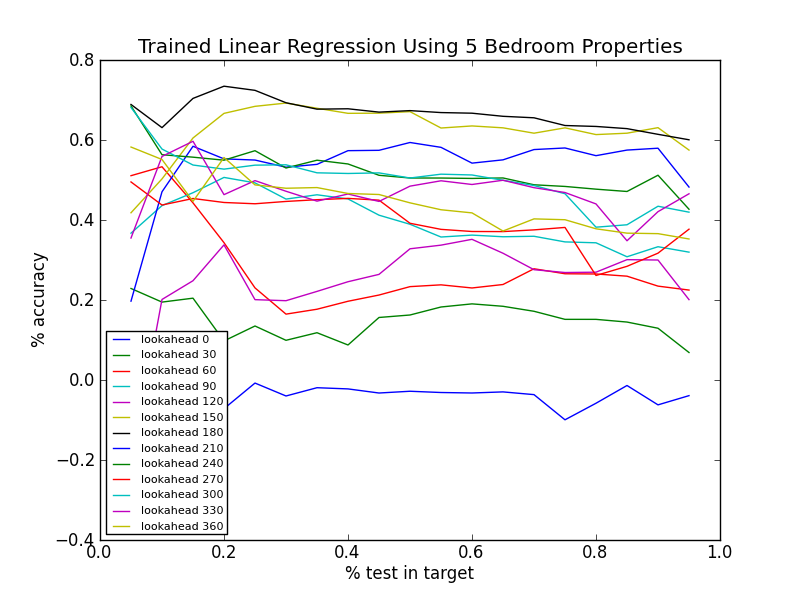 Trained Linear Regression Using 5 Bedroom Properties
0.8
0.6
0.4
0.2
0.0
−0.2
−0.4
% accuracy
lookahead 0
lookahead 30
lookahead 60
lookahead 90
lookahead 120
lookahead 150
lookahead 180
lookahead 210
lookahead 240
lookahead 270
lookahead 300
lookahead 330
lookahead 360
0.0 0.2 0.4 0.6 0.8 1.0
% test in target